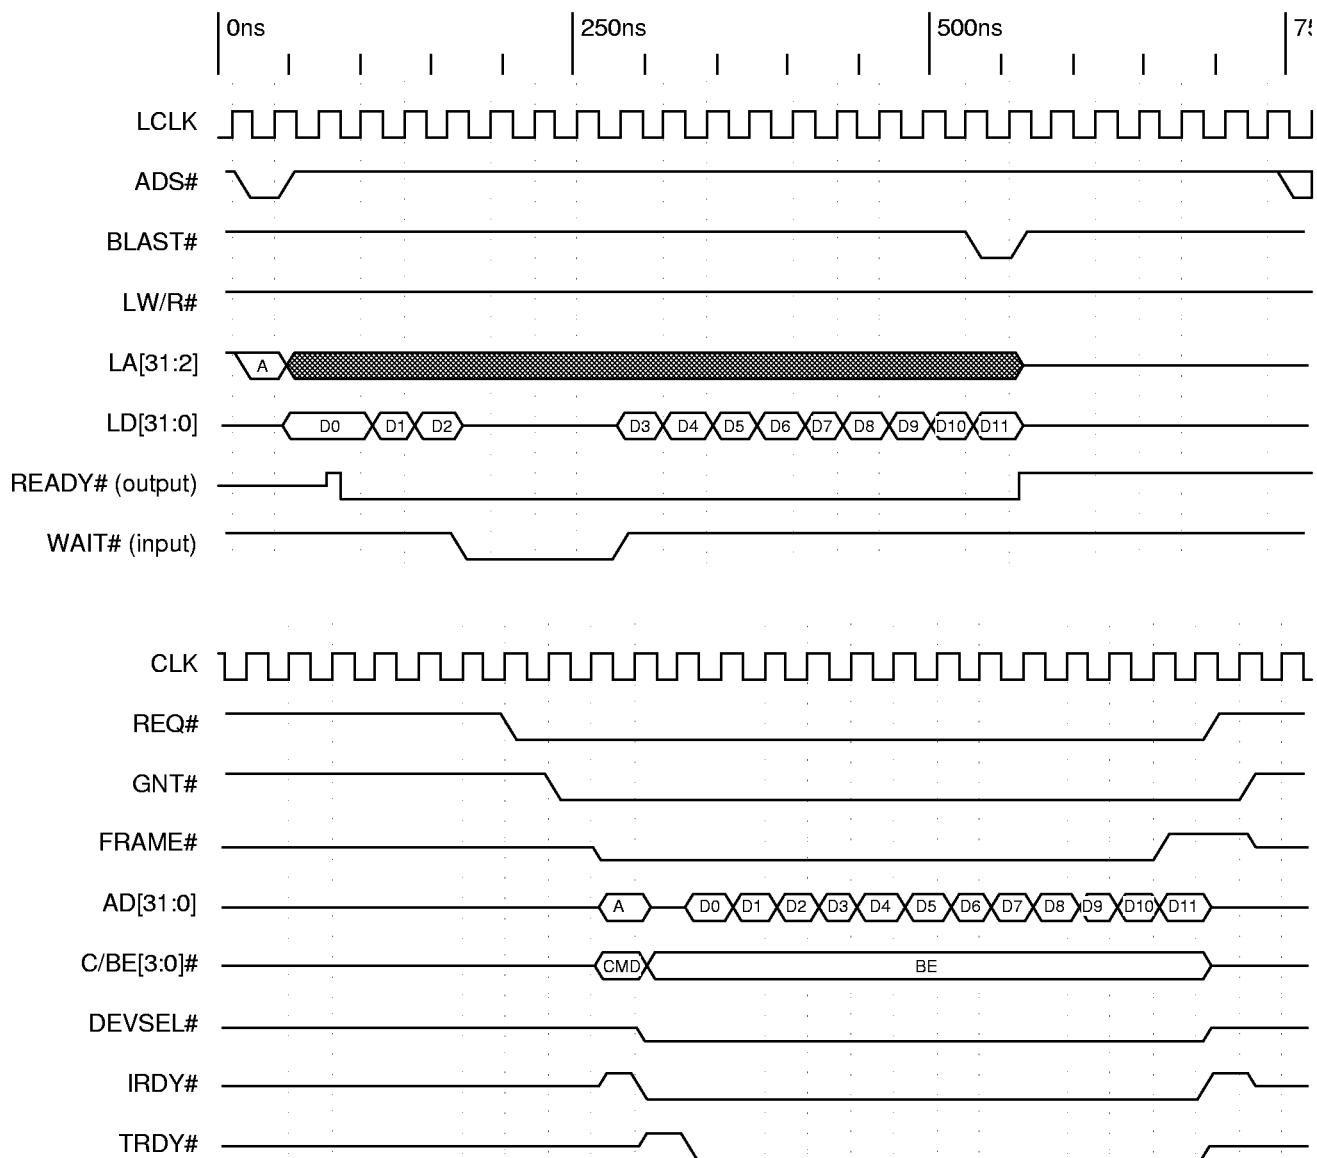 0ns 250ns 500ns
LCLK
ADS#
BLAST#
LW/R#
LA[31:2] A
LD[31:0] D0 D1 D2 D3 D4 D5 D6 D7 D8 D9 D10 D11
READY# (output)
WAIT# (input)
CLK
REQ#
GNT#
FRAME#
AD[31:0] A D0 D1 D2 D3 D4 D5 D6 D7 D8 D9 D10 D11
C/BE[3:0]# CMD BE
DEVSEL#
IRDY#
TRDY#